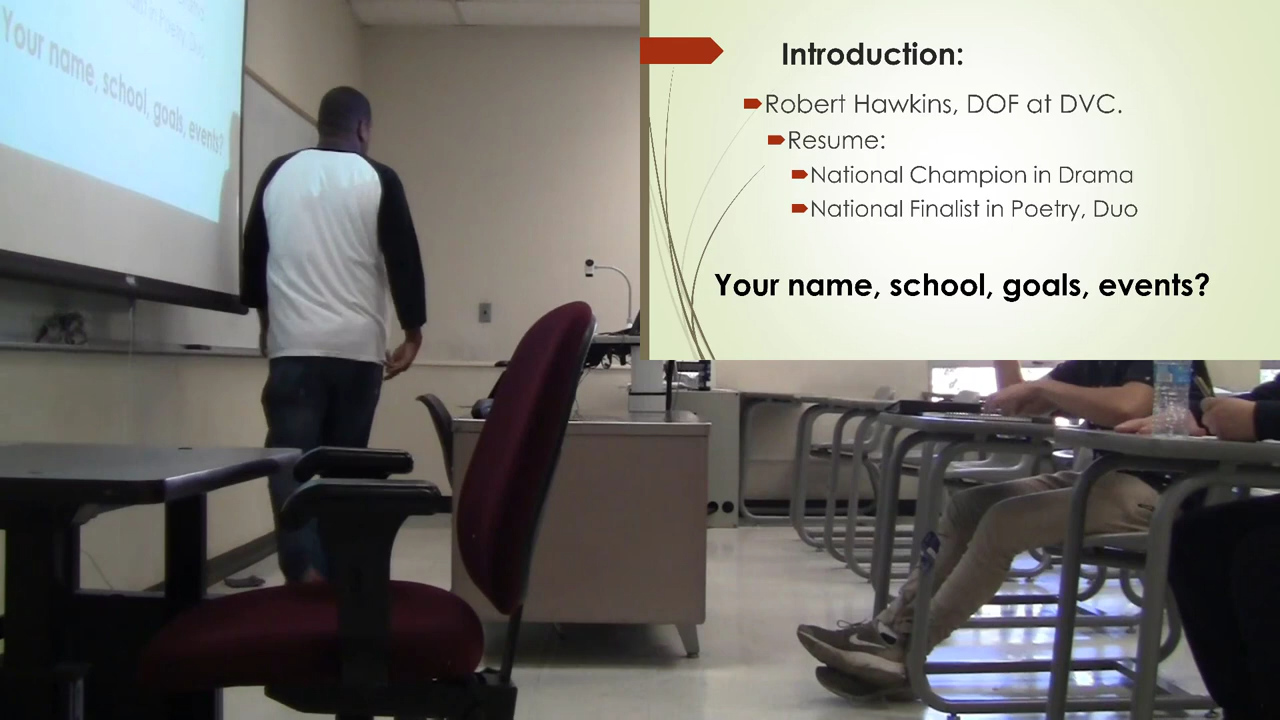 Your name, school, goals, events?
Introduction:
Robert Hawkins, DOF at DVC.
Resume:
National Champion in Drama
National Finalist in Poetry, Duo
Your name, school, goals, events?